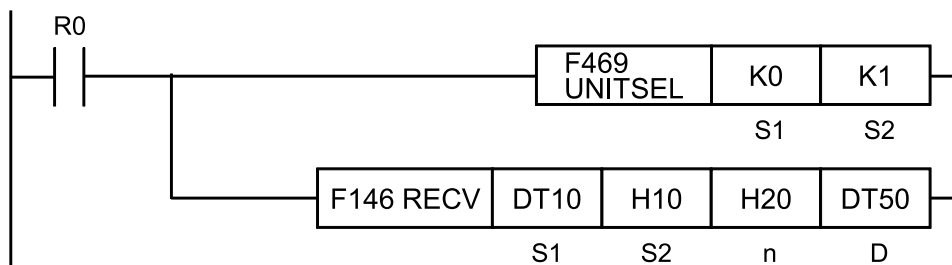 R0
F469 UNITSEL K0 K1
S1 S2
F146 RECV DT10 H10 H20 DT50
S1 S2 n D